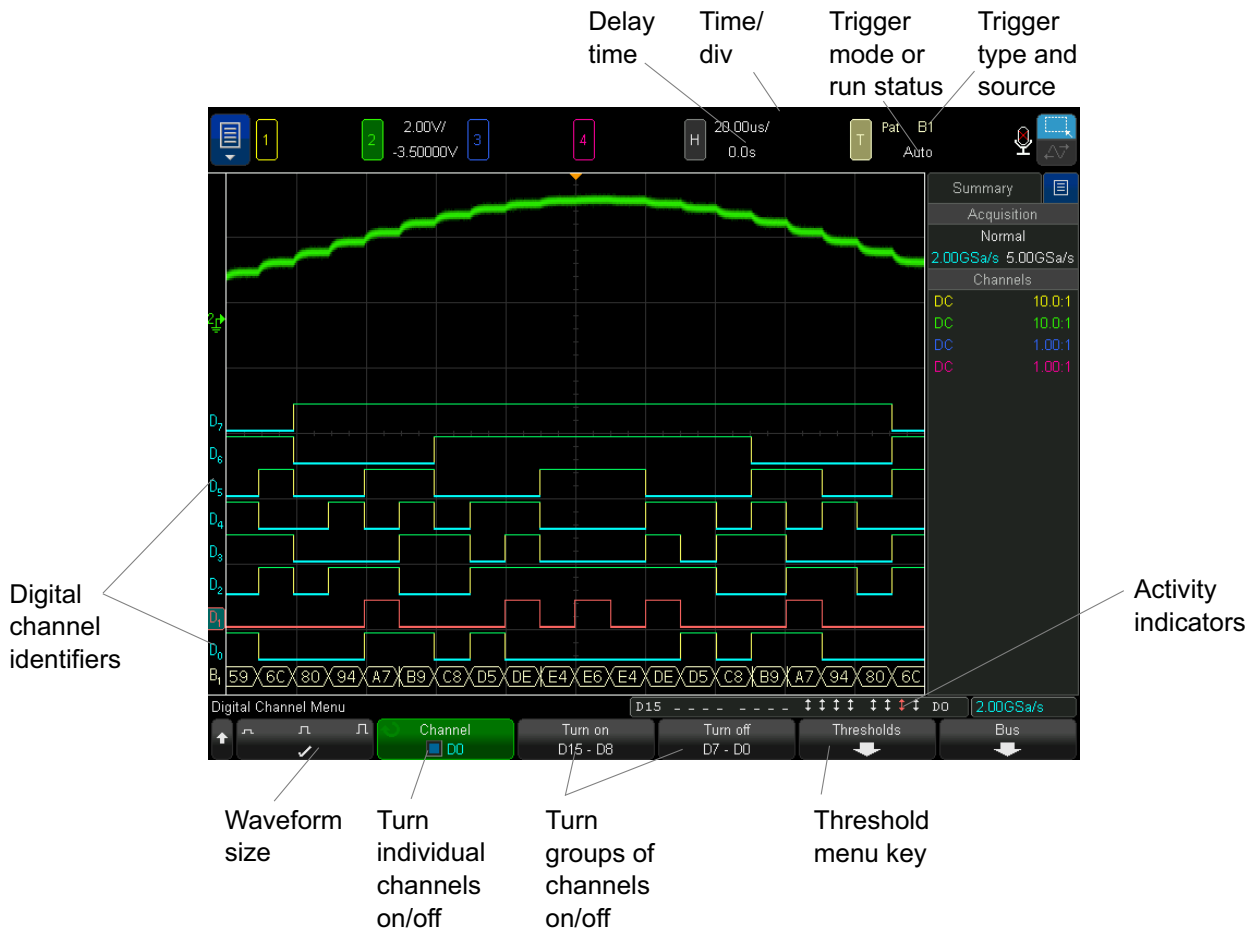 Delay
time
Time/
div
Trigger
mode or
run status
Trigger
type and
source
1
2
2.00V/
-3.50000V
3
4
H
20.00us/
0.0s
T
Pat B1
Auto
Summary
Acquisition
Normal
2.00GSa/s 5.00GSa/s
Channels
DC 10.0:1
DC 10.0:1
DC 1.00:1
DC 1.00:1
2
D7
D6
D5
D4
D3
D2
D1
D0
B1 59 6C 80 94 A7 B9 C8 D5 DE E4 E6 E4 DE D5 C8 B9 A7 94 80 6C
Digital
channel
identifiers
Activity
indicators
Digital Channel Menu
D15 _ _ _ _ _ _ _ _ ↕ ↕ ↕ ↕ ↕ ↕ ↕ ↕ D0
2.00GSa/s
Channel
D0
Turn on
D15 - D8
Turn off
D7 - D0
Thresholds
Bus
Waveform
size
Turn
individual
channels
on/off
Turn
groups of
channels
on/off
Threshold
menu key